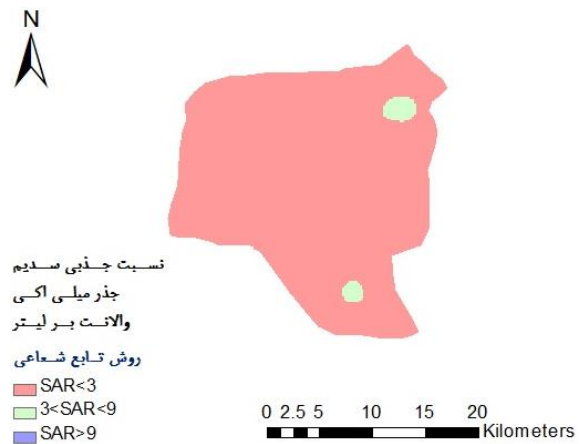 N
نسبت جذبی سدیم
جذر میلی اکی
والانت بر لیتر
روش تابع شعاعی
SAR<3
3<SAR<9
SAR>9
0 2.5 5 10 15 20
Kilometers